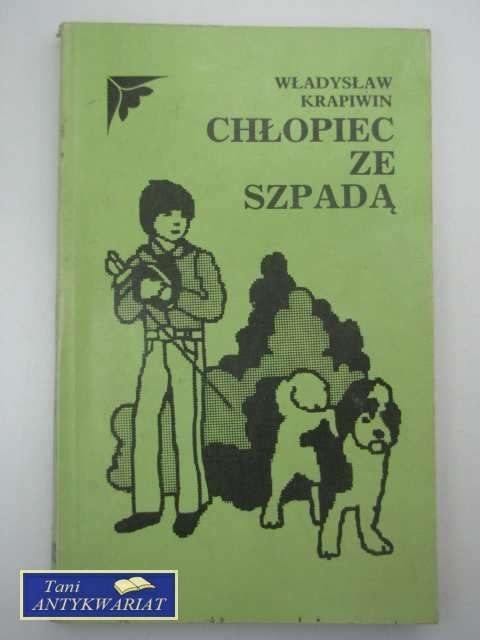 WŁADYSŁAW
KRAPIWIN
CHŁOPIEC
ZE
SZPADĄ
Tani
ANTYKWARIAT